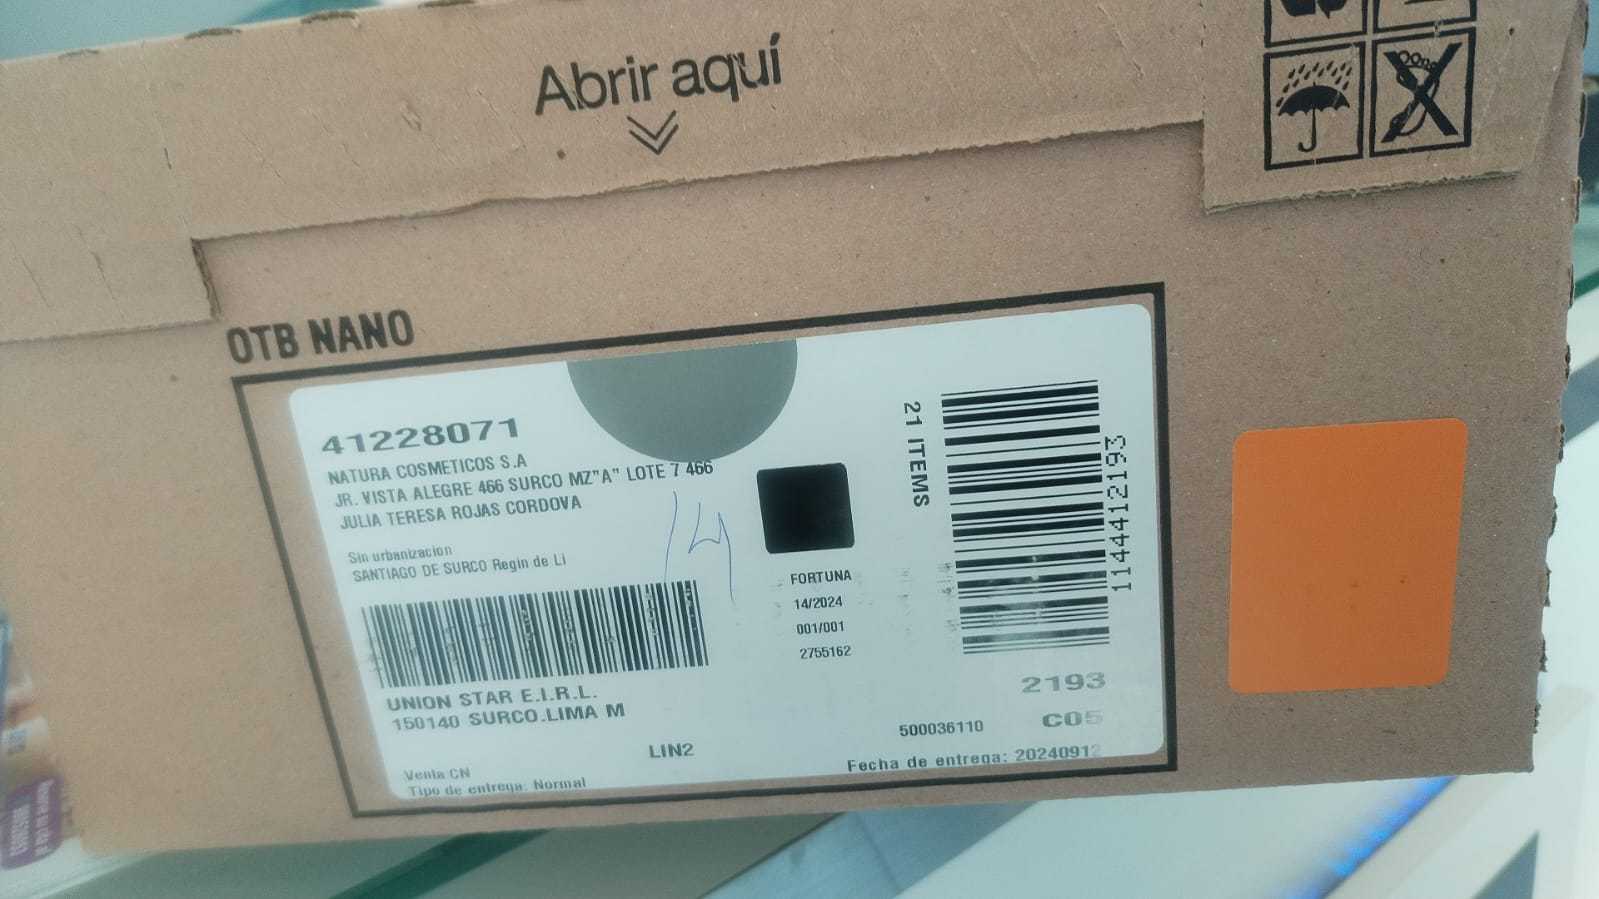 Abrir aquí
OTB NANO
41228071
NATURA COSMETICOS S.A
JR. VISTA ALEGRE 466 SURCO MZ"A" LOTE 7 466
JULIA TERESA ROJAS CORDOVA
Sin urbanizacion
SANTIAGO DE SURCO Regin de Li
14
UNION STAR E.I.R.L.
150140 SURCO.LIMA M
LIN2
Venta CN
Tipo de entrega: Normal
FORTUNA
14/2024
001/001
2755162
21 ITEMS
1144412193
2193
C05
500036110
Fecha de entrega: 20240912